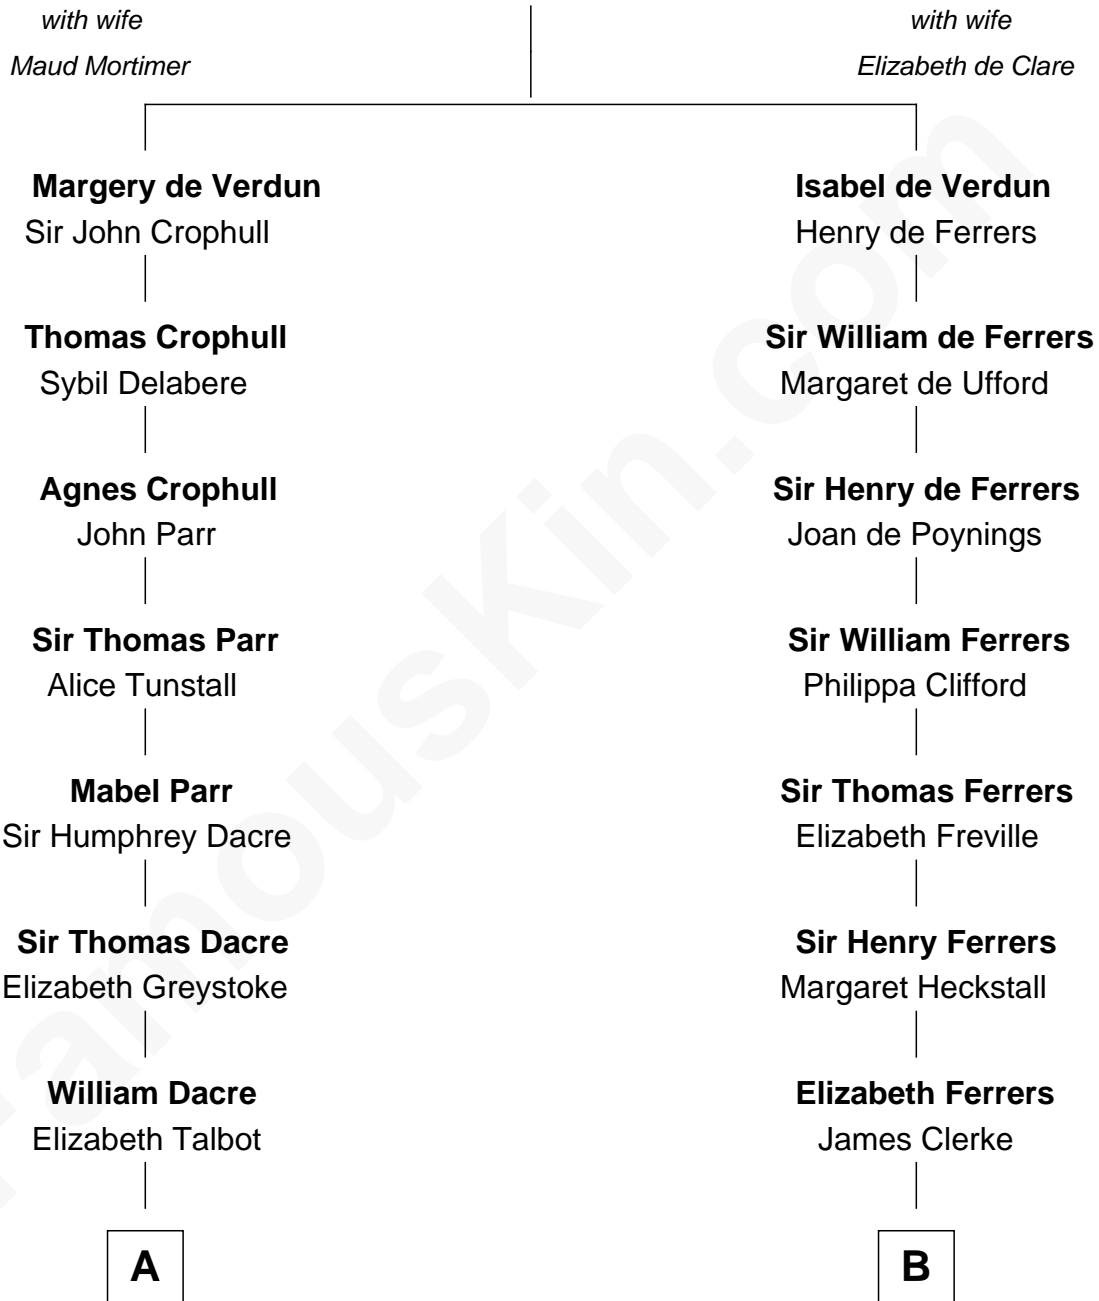 with wife
Maud Mortimer
with wife
Elizabeth de Clare
Margery de Verdun
Sir John Crophull
Isabel de Verdun
Henry de Ferrers
Thomas Crophull
Sybil Delabere
Sir William de Ferrers
Margaret de Ufford
Agnes Crophull
John Parr
Sir Henry de Ferrers
Joan de Poynings
Sir Thomas Parr
Alice Tunstall
Sir William Ferrers
Philippa Clifford
Mabel Parr
Sir Humphrey Dacre
Sir Thomas Ferrers
Elizabeth Freville
Sir Thomas Dacre
Elizabeth Greystoke
Sir Henry Ferrers
Margaret Heckstall
William Dacre
Elizabeth Talbot
Elizabeth Ferrers
James Clerke
A
B
FamousKin.com